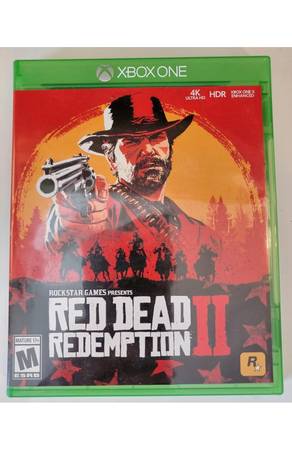 XBOX ONE
4K
ULTRA HD
HDR
XBOX ONE X
ENHANCED
ROCKSTAR GAMES PRESENTS
RED DEAD
REDEMPTION II
MATURE 17+
M
ESRB
R